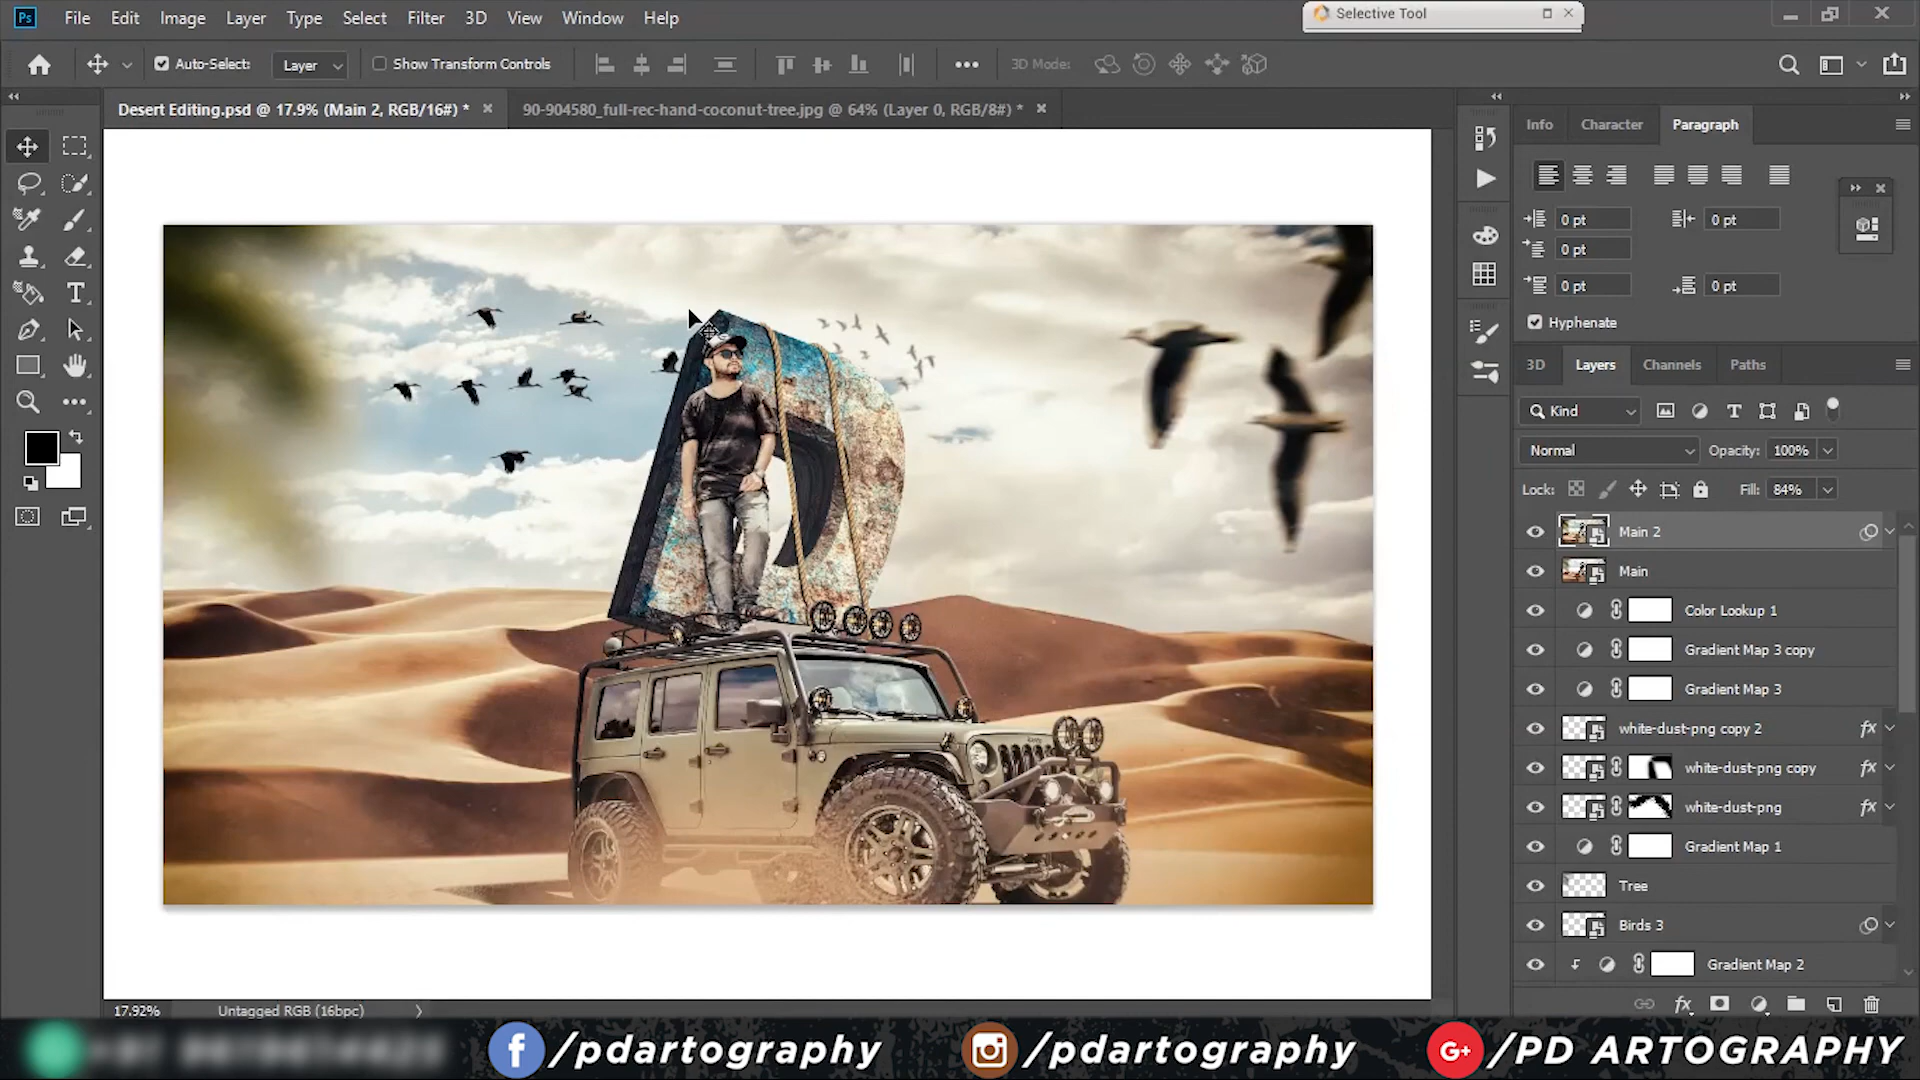 Ps File Edit Image Layer Type Select Filter 3D View Window Help
Selective Tool
Auto-Select: Layer Show Transform Controls 3D Mode:
Desert Editing.psd @ 17.9% (Main 2, RGB/16#) *
90-904580_full-rec-hand-coconut-tree.jpg @ 64% (Layer 0, RGB/8#) *
Info Character Paragraph
0 pt 0 pt
0 pt
0 pt 0 pt
Hyphenate
3D Layers Channels Paths
Kind
Normal Opacity: 100%
Lock: Fill: 84%
Main 2
Main
Color Lookup 1
Gradient Map 3 copy
Gradient Map 3
white-dust-png copy 2 fx
white-dust-png copy fx
white-dust-png fx
Gradient Map 1
Tree
Birds 3
Gradient Map 2
fx
17.92% Untagged RGB (16bpc)
f /pdartography /pdartography G+ /PD ARTOGRAPHY